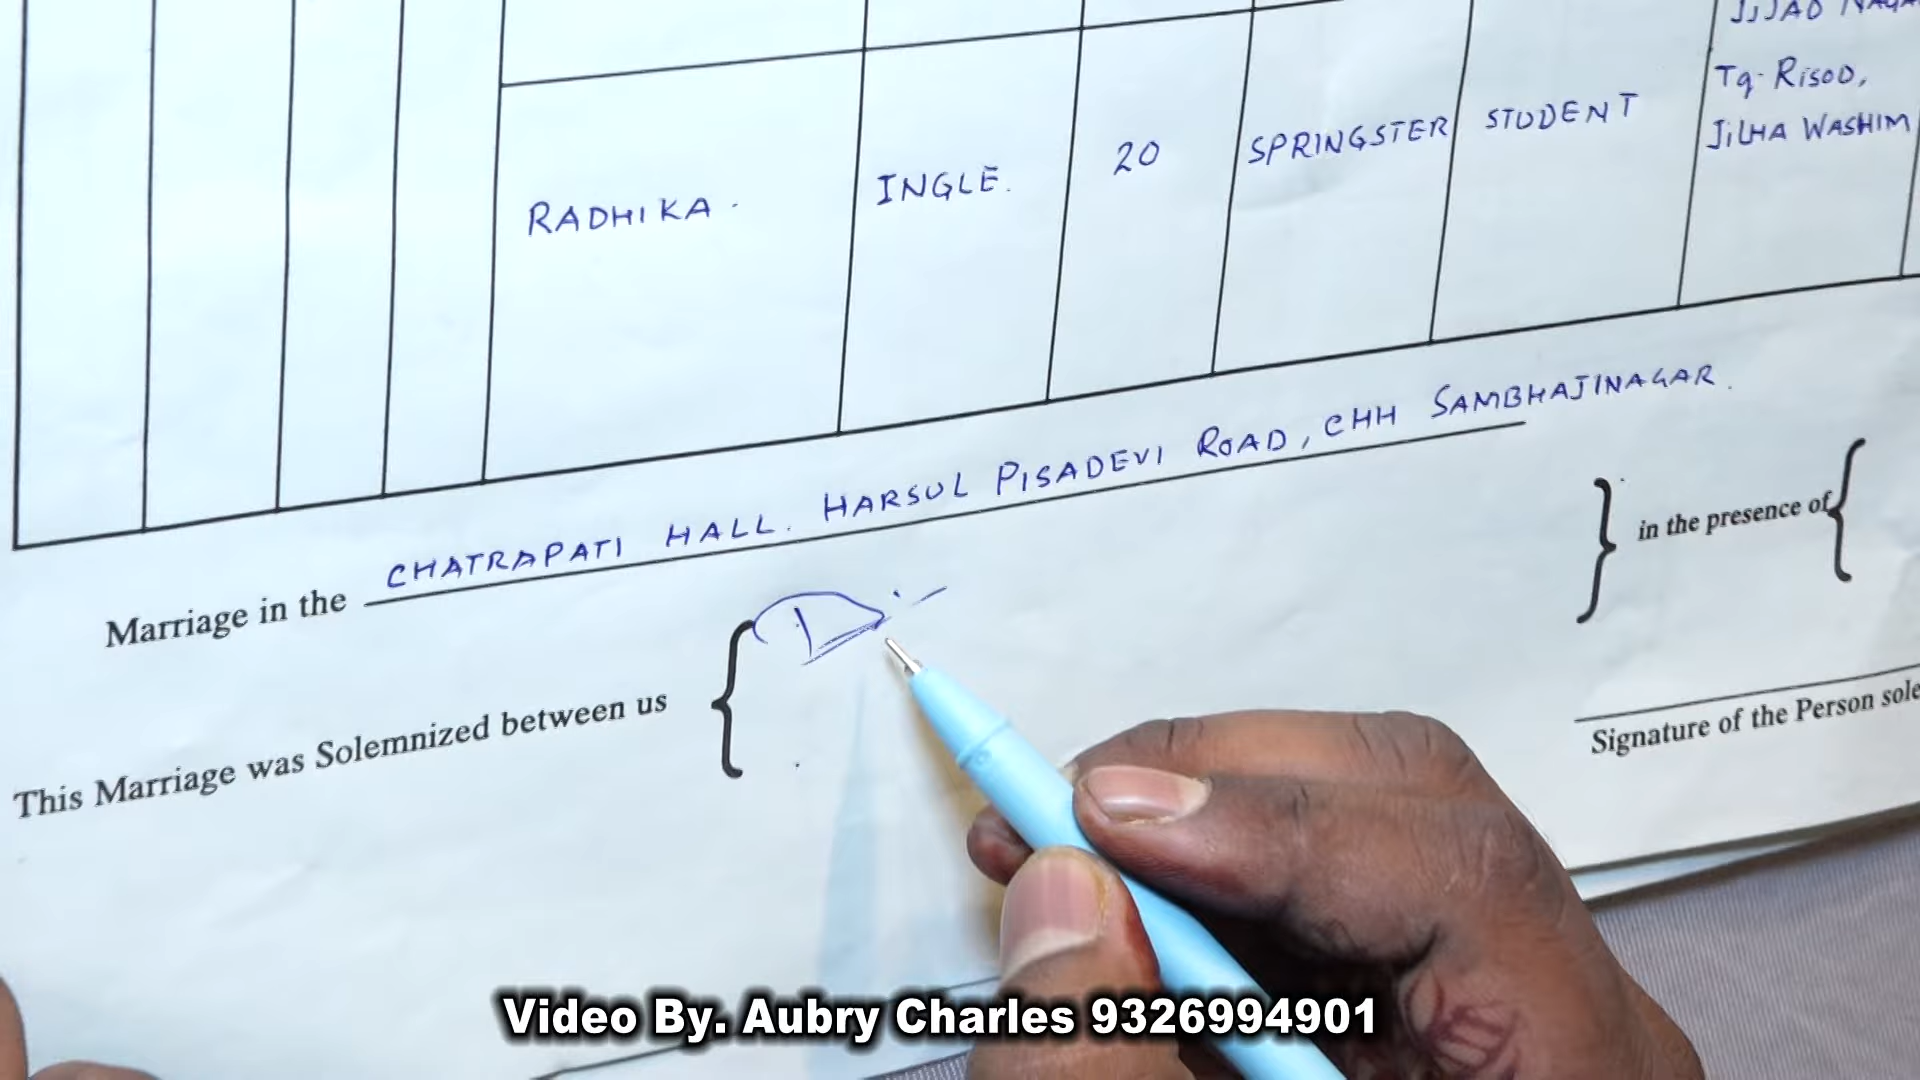 JIJAO NAGAR
Tq. RISOD,
JILHA WASHIM
RADHIKA. INGLE. 20 SPRINGSTER STUDENT
Marriage in the CHATRAPATI HALL. HARSUL PISADEVI ROAD, CHH SAMBHAJINAGAR.
This Marriage was Solemnized between us
in the presence of
Signature of the Person sole
Video By. Aubry Charles 9326994901